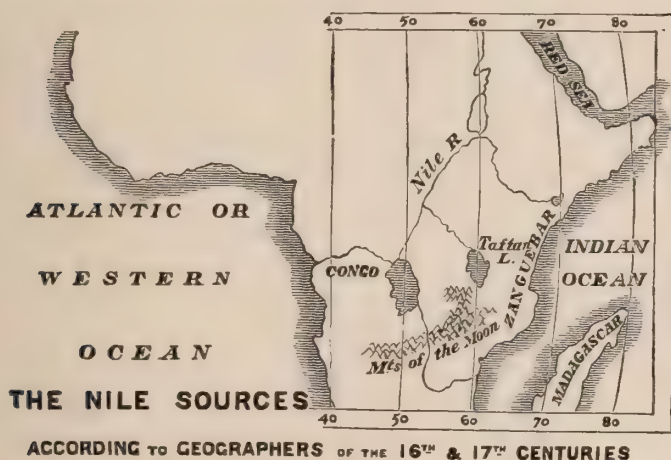 40 50 60 70 80
RED SEA
Nile R
ATLANTIC OR
WESTERN
OCEAN
CONGO
Taftan
L.
ZANGUEBAR
INDIAN
OCEAN
Mts of the Moon
MADAGASCAR
THE NILE SOURCES
40 50 60 70 80
ACCORDING TO GEOGRAPHERS OF THE 16TH & 17TH CENTURIES